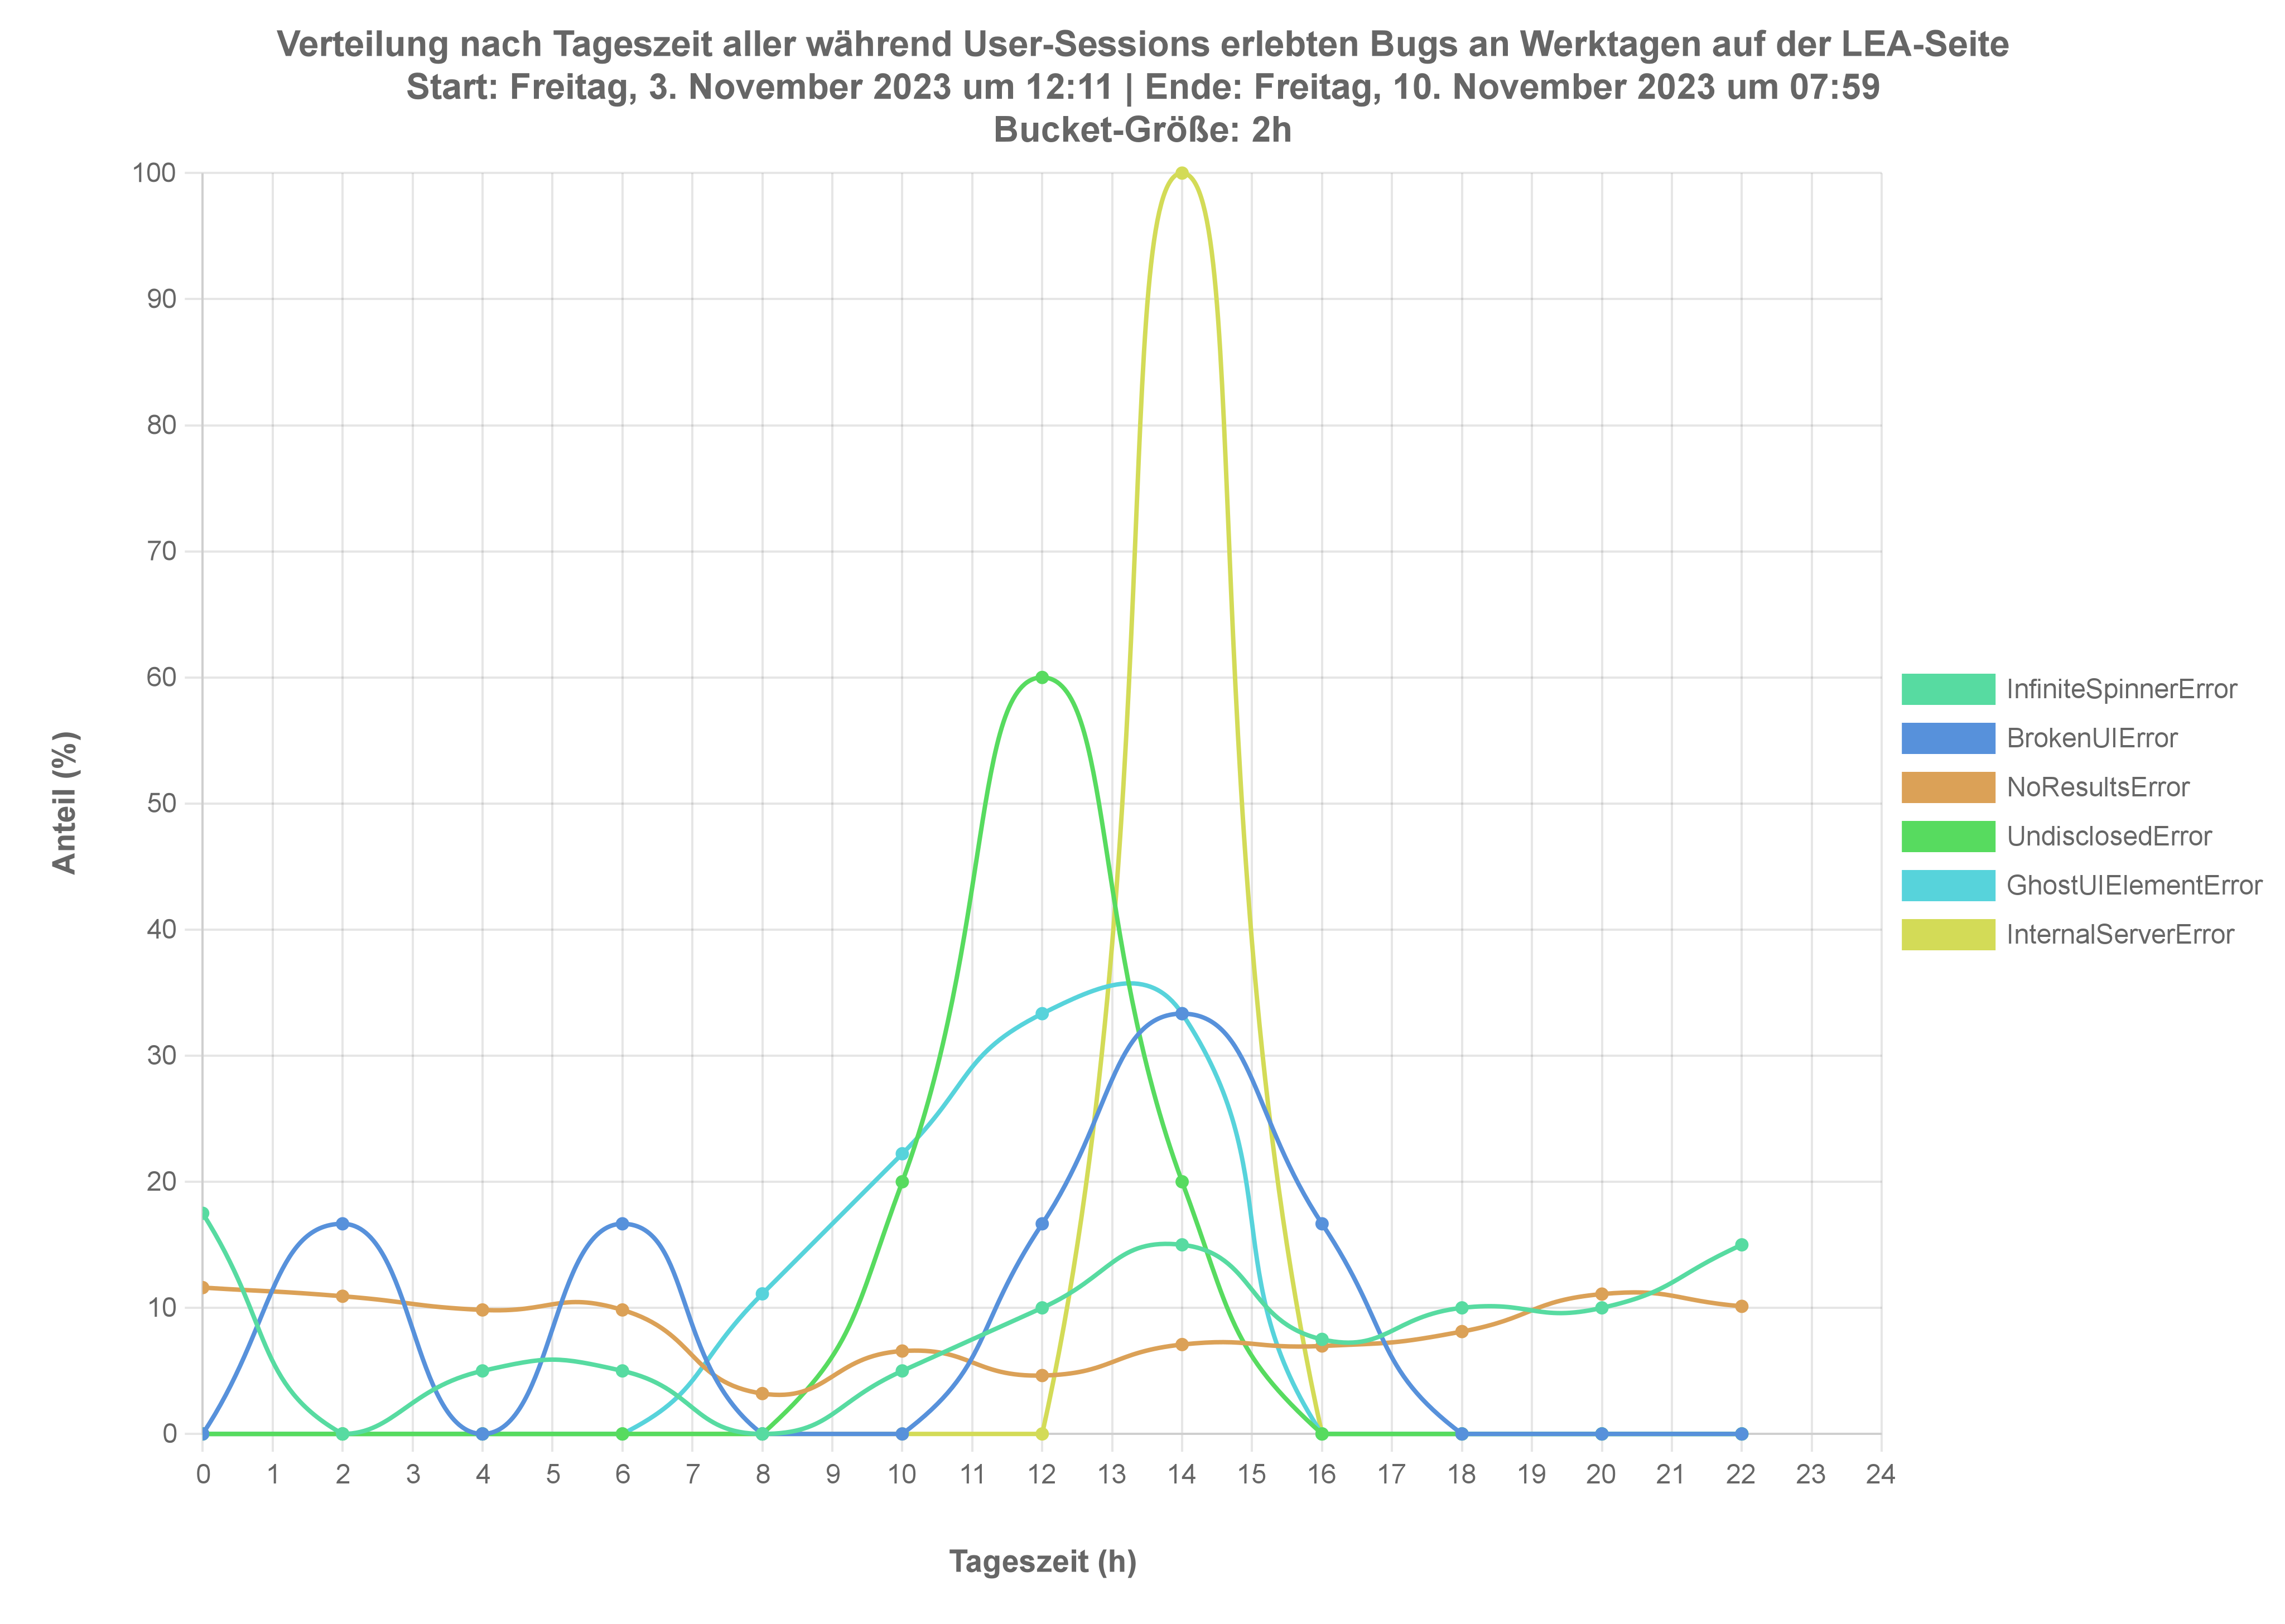 Verteilung nach Tageszeit aller während User-Sessions erlebten Bugs an Werktagen auf der LEA-Seite
Start: Freitag, 3. November 2023 um 12:11 | Ende: Freitag, 10. November 2023 um 07:59
Bucket-Größe: 2h
100
90
80
70
60
50
40
30
20
10
0
Anteil (%)
0 1 2 3 4 5 6 7 8 9 10 11 12 13 14 15 16 17 18 19 20 21 22 23 24
Tageszeit (h)
InfiniteSpinnerError
BrokenUIError
NoResultsError
UndisclosedError
GhostUIElementError
InternalServerError